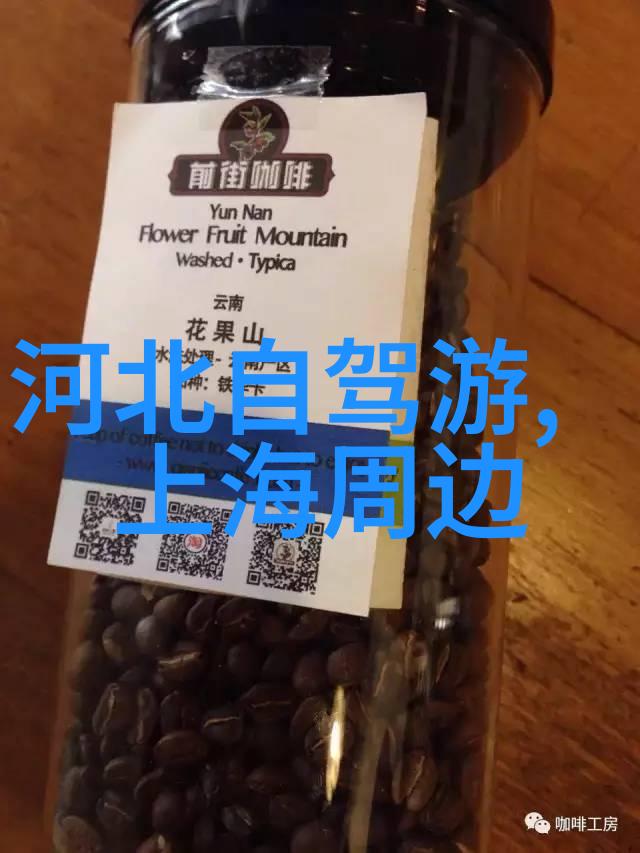 前街咖啡
Yun Nan
Flower Fruit Mountain
Washed • Typica
云南
花果山
河北自驾游,
上海周边
咖啡工房